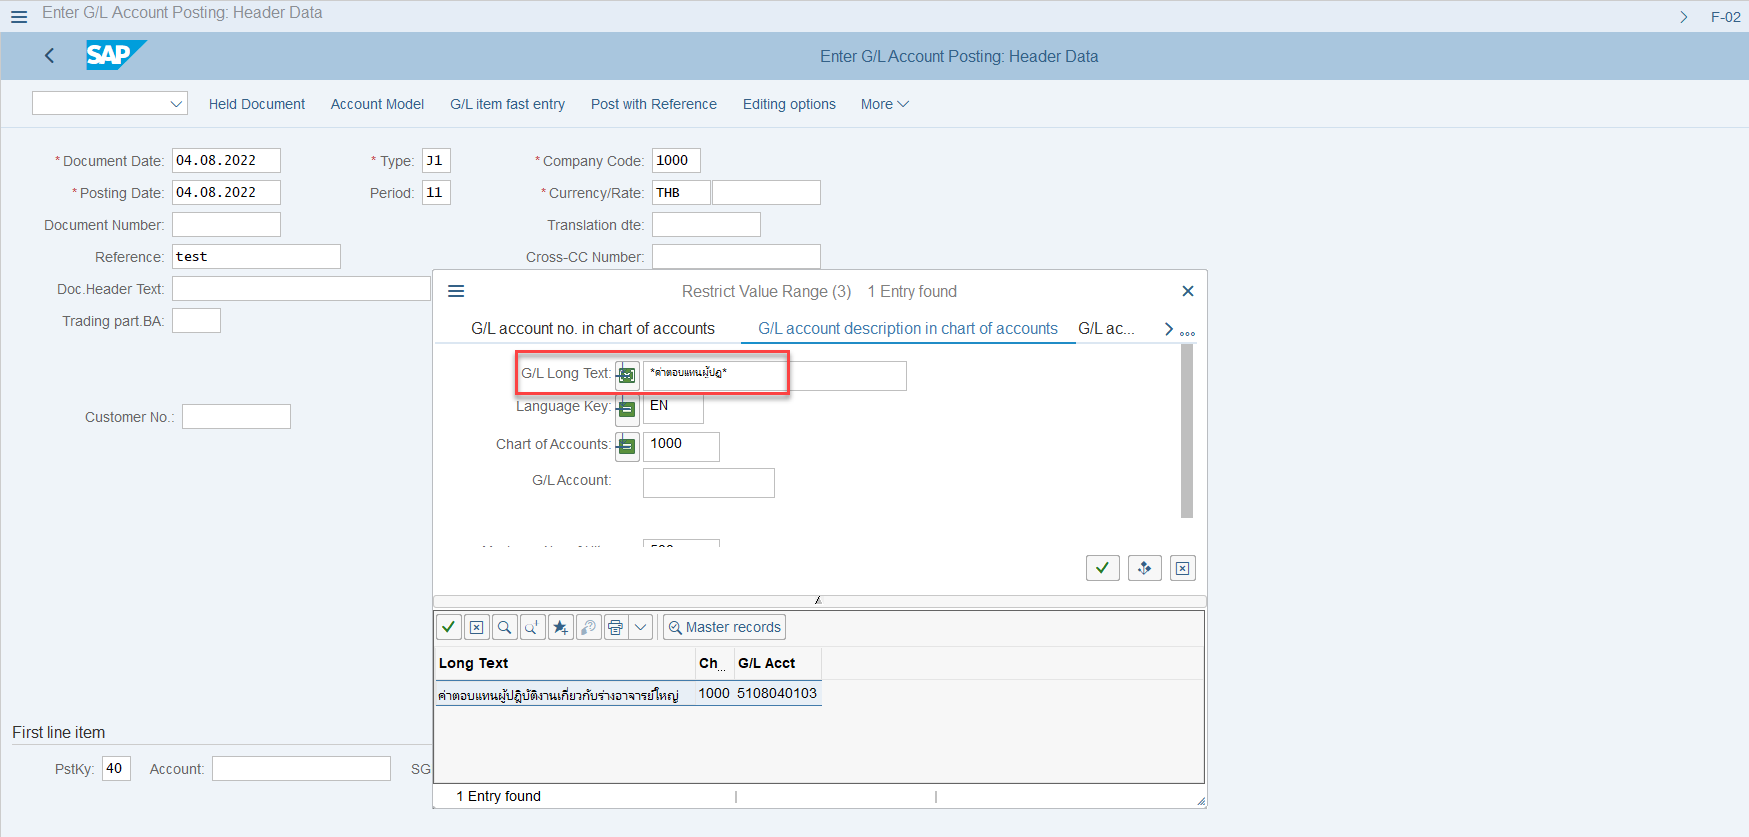 Enter G/L Account Posting: Header Data
F-02
SAP
Enter G/L Account Posting: Header Data
Held Document
Account Model
G/L item fast entry
Post with Reference
Editing options
More
* Document Date: 04.08.2022
* Type: J1
* Company Code: 1000
* Posting Date: 04.08.2022
Period: 11
* Currency/Rate: THB
Document Number:
Translation dte:
Reference: test
Cross-CC Number:
Doc.Header Text:
Trading part.BA:
Customer No.:
First line item
PstKy: 40
Account:
SG
Restrict Value Range (3) 1 Entry found
G/L account no. in chart of accounts
G/L account description in chart of accounts
G/L ac...
G/L Long Text: *ค่าตอบแทนผู้ปฏ*
Language Key: EN
Chart of Accounts: 1000
G/L Account:
Master records
Long Text Ch... G/L Acct
ค่าตอบแทนผู้ปฏิบัติงานเกี่ยวกับร่างอาจารย์ใหญ่ 1000 5108040103
1 Entry found